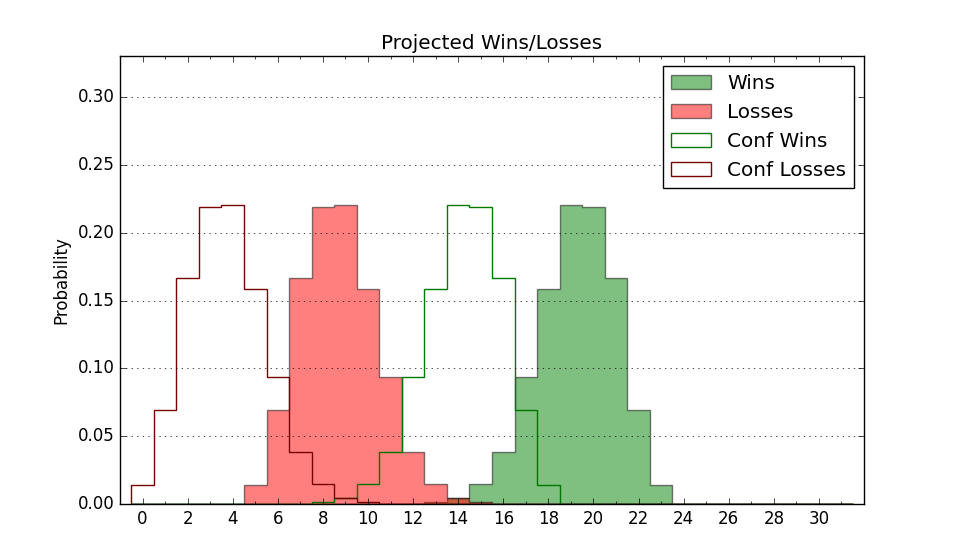 Projected Wins/Losses
Wins
Losses
Conf Wins
Conf Losses
Probability
0.30
0.25
0.20
0.15
0.10
0.05
0.00
0 2 4 6 8 10 12 14 16 18 20 22 24 26 28 30